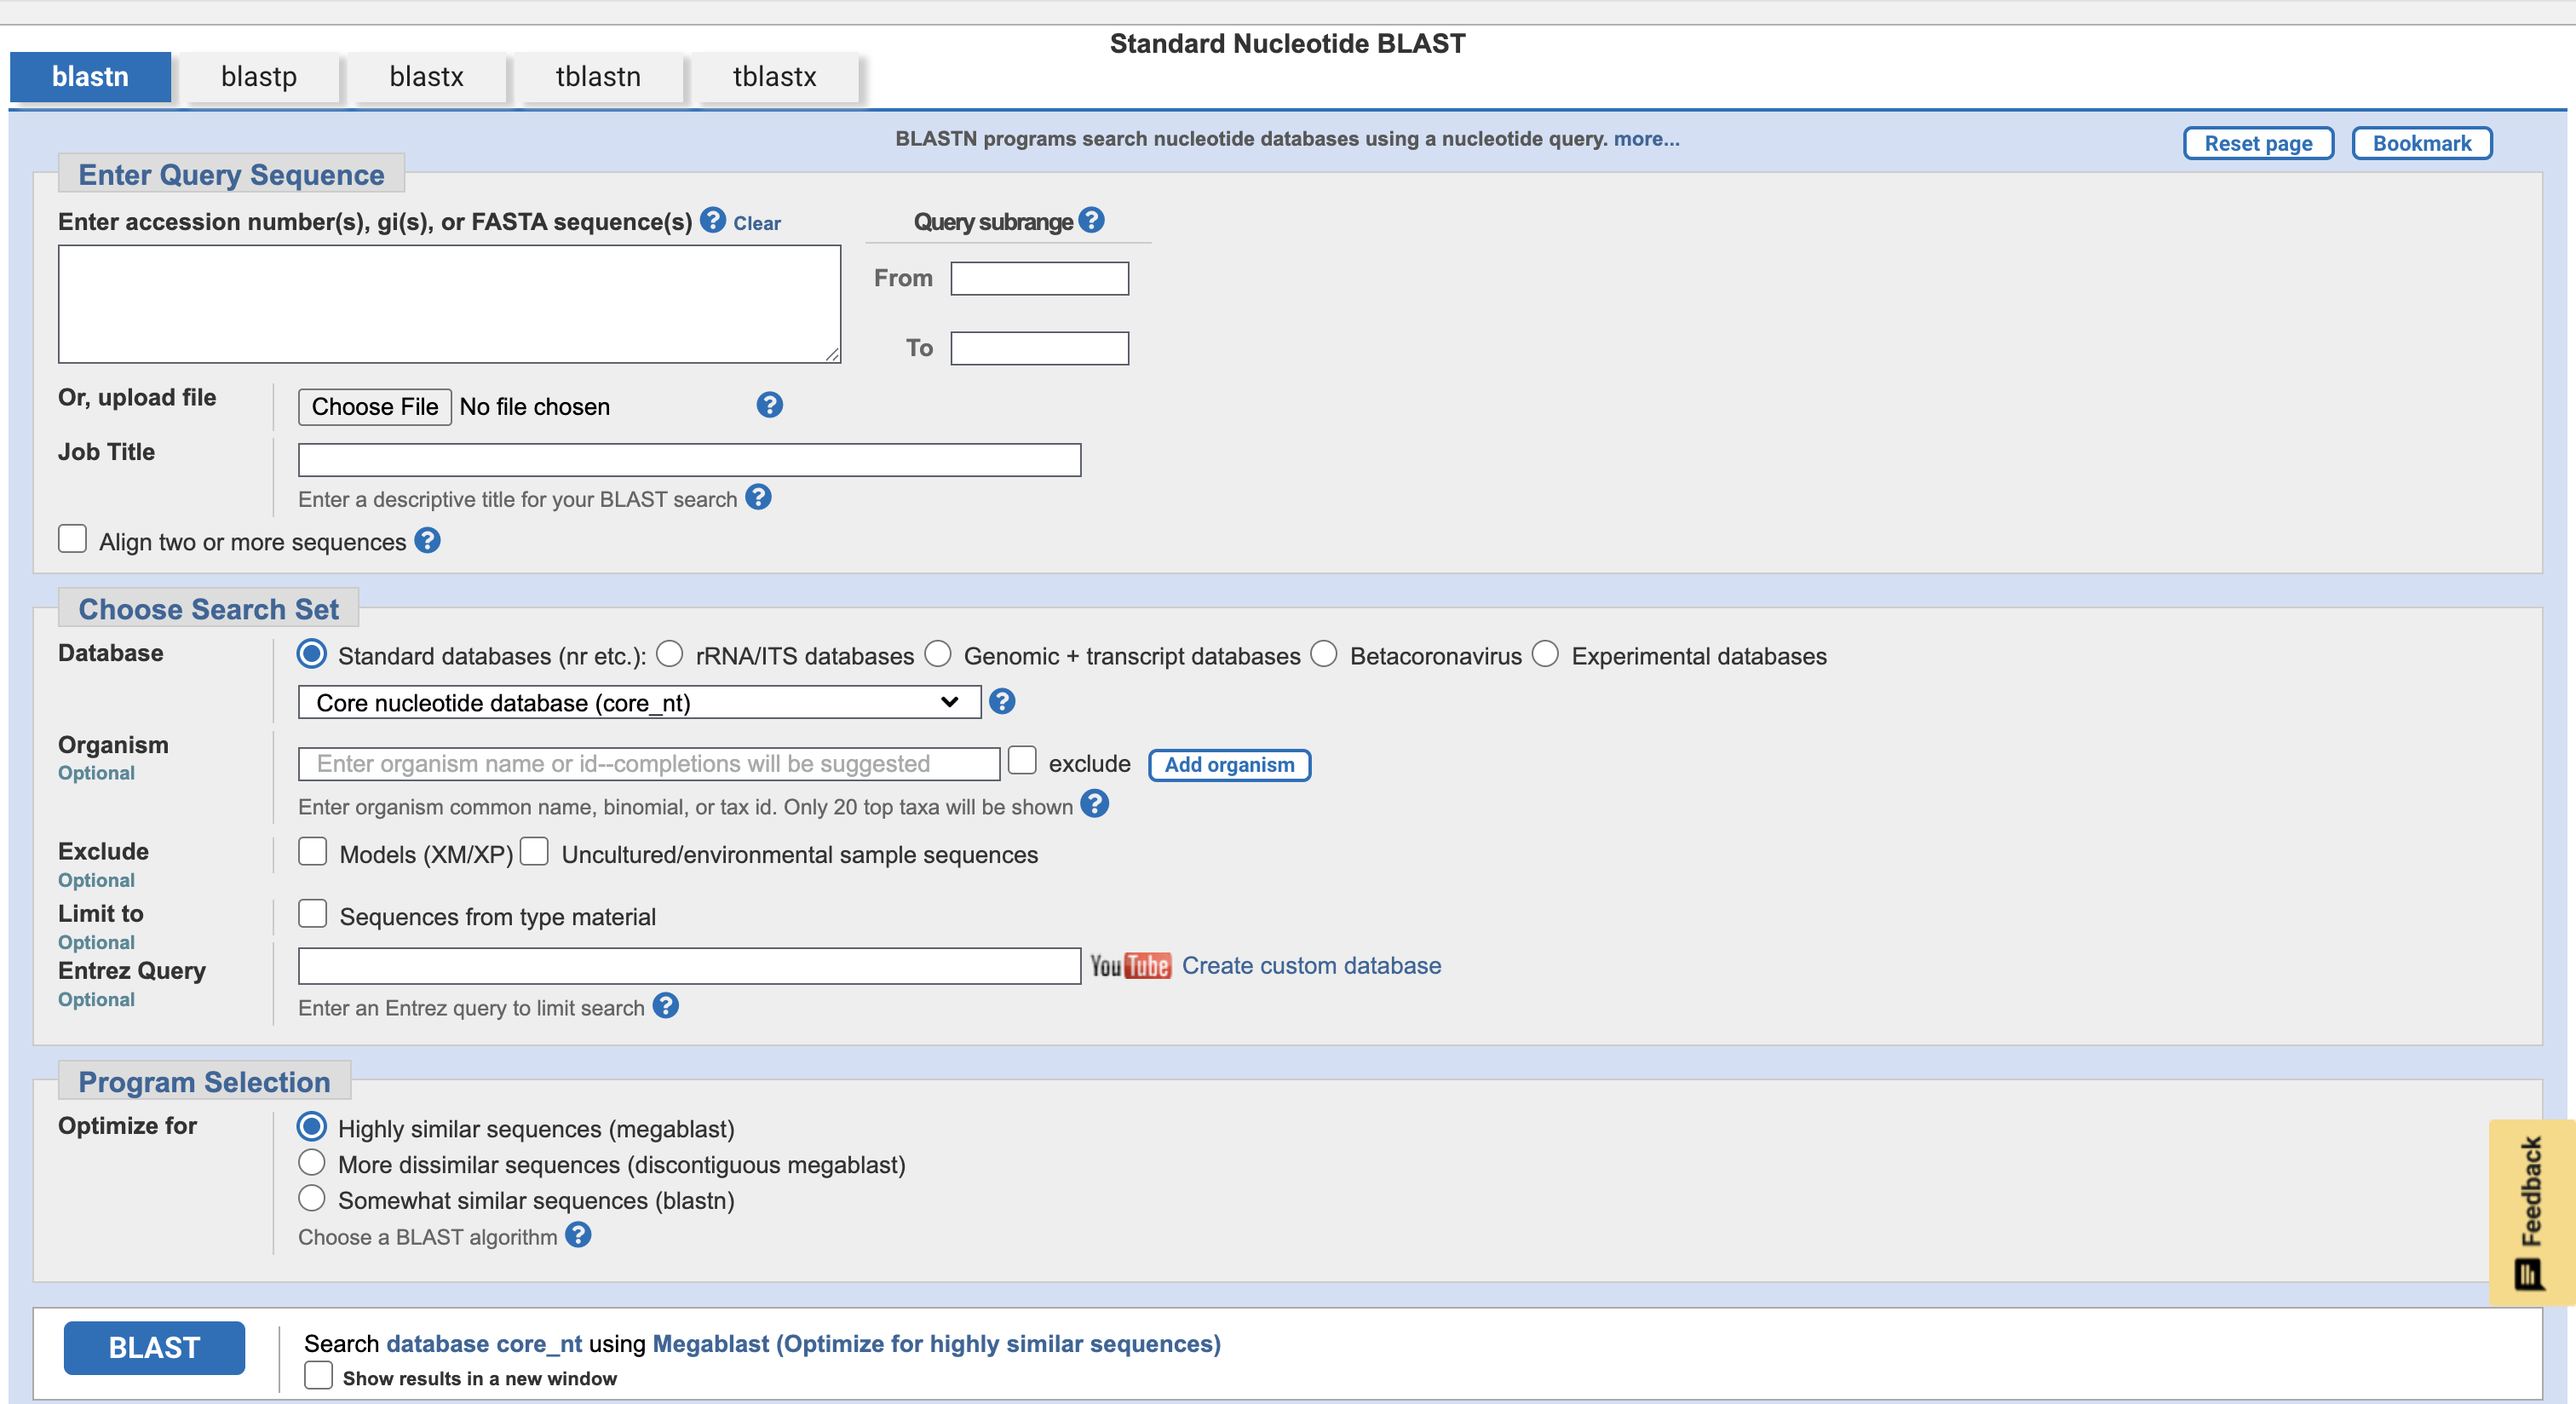 Standard Nucleotide BLAST
blastn blastp blastx tblastn tblastx
BLASTN programs search nucleotide databases using a nucleotide query. more...
Reset page Bookmark
Enter Query Sequence
Enter accession number(s), gi(s), or FASTA sequence(s) ? Clear
Query subrange ?
From
To
Or, upload file Choose File No file chosen ?
Job Title
Enter a descriptive title for your BLAST search ?
Align two or more sequences ?
Choose Search Set
Database Standard databases (nr etc.): rRNA/ITS databases Genomic + transcript databases Betacoronavirus Experimental databases
Core nucleotide database (core_nt) ?
Organism
Optional
Enter organism name or id--completions will be suggested exclude Add organism
Enter organism common name, binomial, or tax id. Only 20 top taxa will be shown ?
Exclude
Optional
Models (XM/XP) Uncultured/environmental sample sequences
Limit to
Optional
Sequences from type material
Entrez Query
Optional
YouTube Create custom database
Enter an Entrez query to limit search ?
Program Selection
Optimize for
Highly similar sequences (megablast)
More dissimilar sequences (discontiguous megablast)
Somewhat similar sequences (blastn)
Choose a BLAST algorithm ?
Feedback
BLAST
Search database core_nt using Megablast (Optimize for highly similar sequences)
Show results in a new window